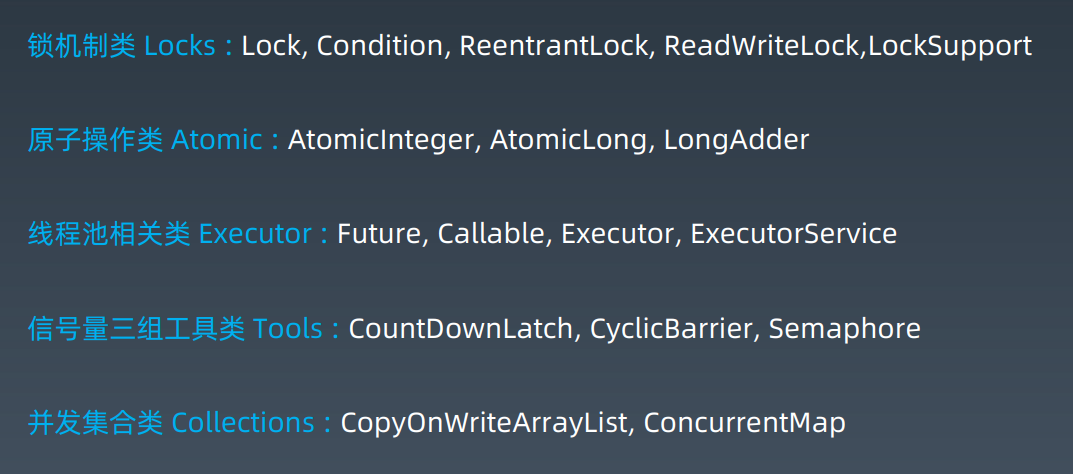 锁机制类 Locks : Lock, Condition, ReentrantLock, ReadWriteLock,LockSupport
原子操作类 Atomic : AtomicInteger, AtomicLong, LongAdder
线程池相关类 Executor : Future, Callable, Executor, ExecutorService
信号量三组工具类 Tools : CountDownLatch, CyclicBarrier, Semaphore
并发集合类 Collections : CopyOnWriteArrayList, ConcurrentMap